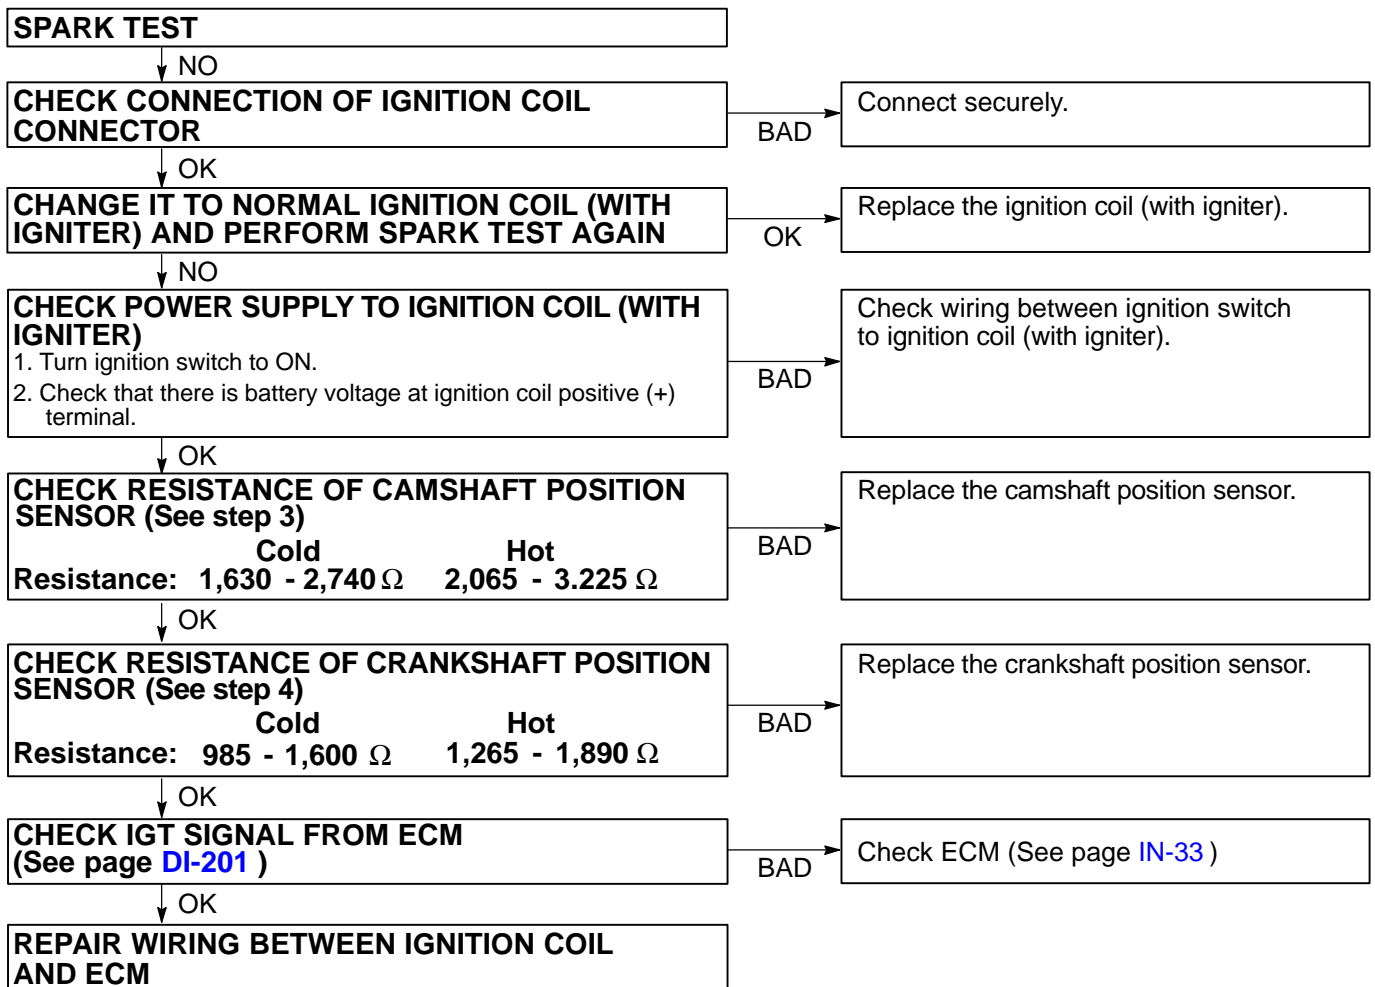 SPARK TEST
NO
CHECK CONNECTION OF IGNITION COIL
CONNECTOR
BAD
Connect securely.
OK
CHANGE IT TO NORMAL IGNITION COIL (WITH
IGNITER) AND PERFORM SPARK TEST AGAIN
OK
Replace the ignition coil (with igniter).
NO
CHECK POWER SUPPLY TO IGNITION COIL (WITH
IGNITER)
1. Turn ignition switch to ON.
2. Check that there is battery voltage at ignition coil positive (+)
terminal.
BAD
Check wiring between ignition switch
to ignition coil (with igniter).
OK
CHECK RESISTANCE OF CAMSHAFT POSITION
SENSOR (See step 3)
Cold Hot
Resistance: 1,630 - 2,740 Ω 2,065 - 3.225 Ω
BAD
Replace the camshaft position sensor.
OK
CHECK RESISTANCE OF CRANKSHAFT POSITION
SENSOR (See step 4)
Cold Hot
Resistance: 985 - 1,600 Ω 1,265 - 1,890 Ω
BAD
Replace the crankshaft position sensor.
OK
CHECK IGT SIGNAL FROM ECM
(See page DI-201 )
BAD
Check ECM (See page IN-33 )
OK
REPAIR WIRING BETWEEN IGNITION COIL
AND ECM